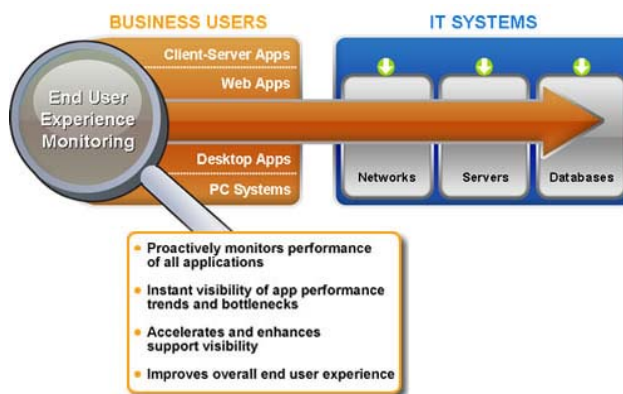 BUSINESS USERS
IT SYSTEMS
Client-Server Apps
Web Apps
End User
Experience
Monitoring
Desktop Apps
PC Systems
Networks
Servers
Databases
• Proactively monitors performance
of all applications
• Instant visibility of app performance
trends and bottlenecks
• Accelerates and enhances
support visibility
• Improves overall end user experience